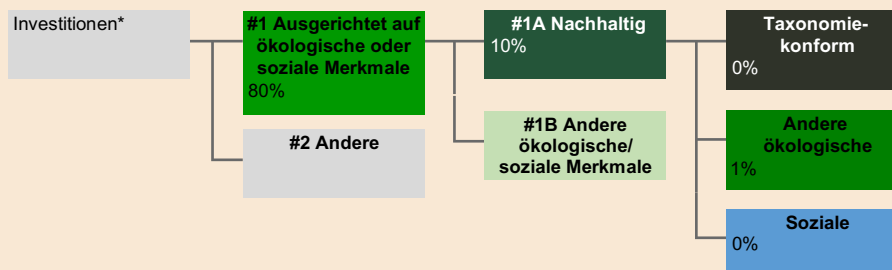 Investitionen*
#1 Ausgerichtet auf
ökologische oder
soziale Merkmale
80%
#2 Andere
#1A Nachhaltig
10%
#1B Andere
ökologische/
soziale Merkmale
Taxonomie-
konform
0%
Andere
ökologische
1%
Soziale
0%